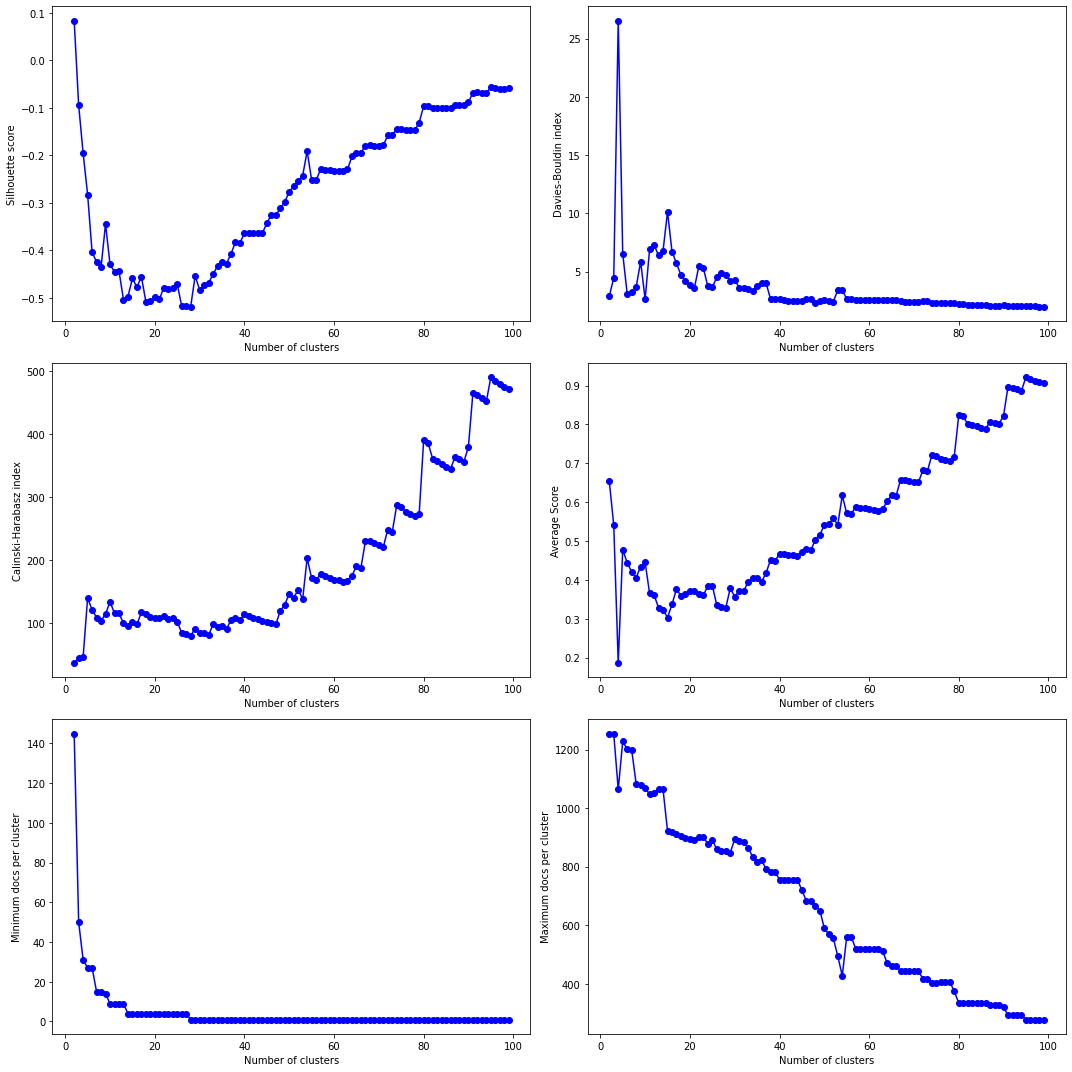 Silhouette score
0.1
0.0
−0.1
−0.2
−0.3
−0.4
−0.5
0 20 40 60 80 100
Number of clusters
Davies-Bouldin index
25
20
15
10
5
0 20 40 60 80 100
Number of clusters
Calinski-Harabasz index
500
400
300
200
100
0 20 40 60 80 100
Number of clusters
Average Score
0.9
0.8
0.7
0.6
0.5
0.4
0.3
0.2
0 20 40 60 80 100
Number of clusters
Minimum docs per cluster
140
120
100
80
60
40
20
0
0 20 40 60 80 100
Number of clusters
Maximum docs per cluster
1200
1000
800
600
400
0 20 40 60 80 100
Number of clusters